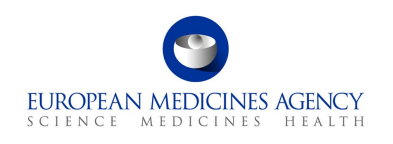 EUROPEAN MEDICINES AGENCY
SCIENCE MEDICINES HEALTH